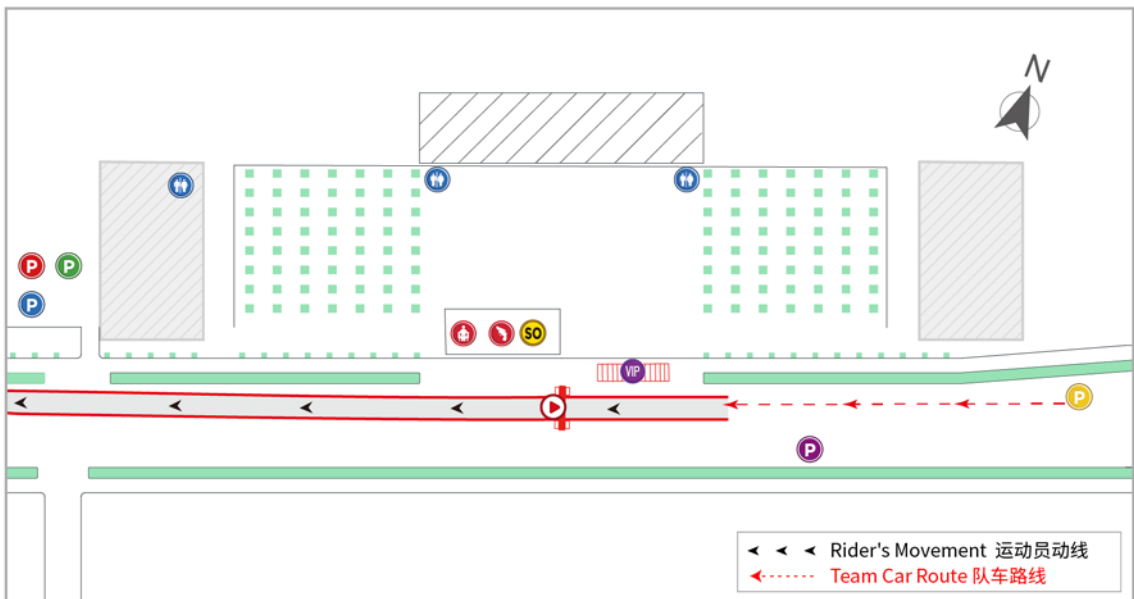 N
P P
P
SO
VIP
P
P
Rider's Movement 运动员动线
Team Car Route 队车路线